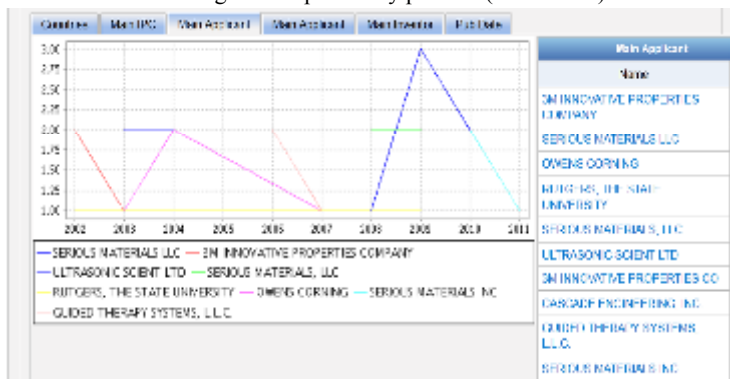 Countries Main IPC Main Applicant Main Applicant Main Inventor Pub Date
3.00
2.75
2.50
2.25
2.00
1.75
1.50
1.25
1.00
2002 2003 2004 2005 2006 2007 2008 2009 2010 2011
SERIOUS MATERIALS LLC 3M INNOVATIVE PROPERTIES COMPANY
ULTRASONIC SCIENT LTD SERIOUS MATERIALS, LLC
RUTGERS, THE STATE UNIVERSITY OWENS CORNING SERIOUS MATERIALS INC
GUIDED THERAPY SYSTEMS, L.L.C.
Main Applicant
Name
3M INNOVATIVE PROPERTIES
COMPANY
SERIOUS MATERIALS LLC
OWENS CORNING
RUTGERS, THE STATE
UNIVERSITY
SERIOUS MATERIALS, LLC
ULTRASONIC SCIENT LTD
3M INNOVATIVE PROPERTIES CO
CASCADE ENGINEERING INC
GUIDED THERAPY SYSTEMS
L.L.C.
SERIOUS MATERIALS INC